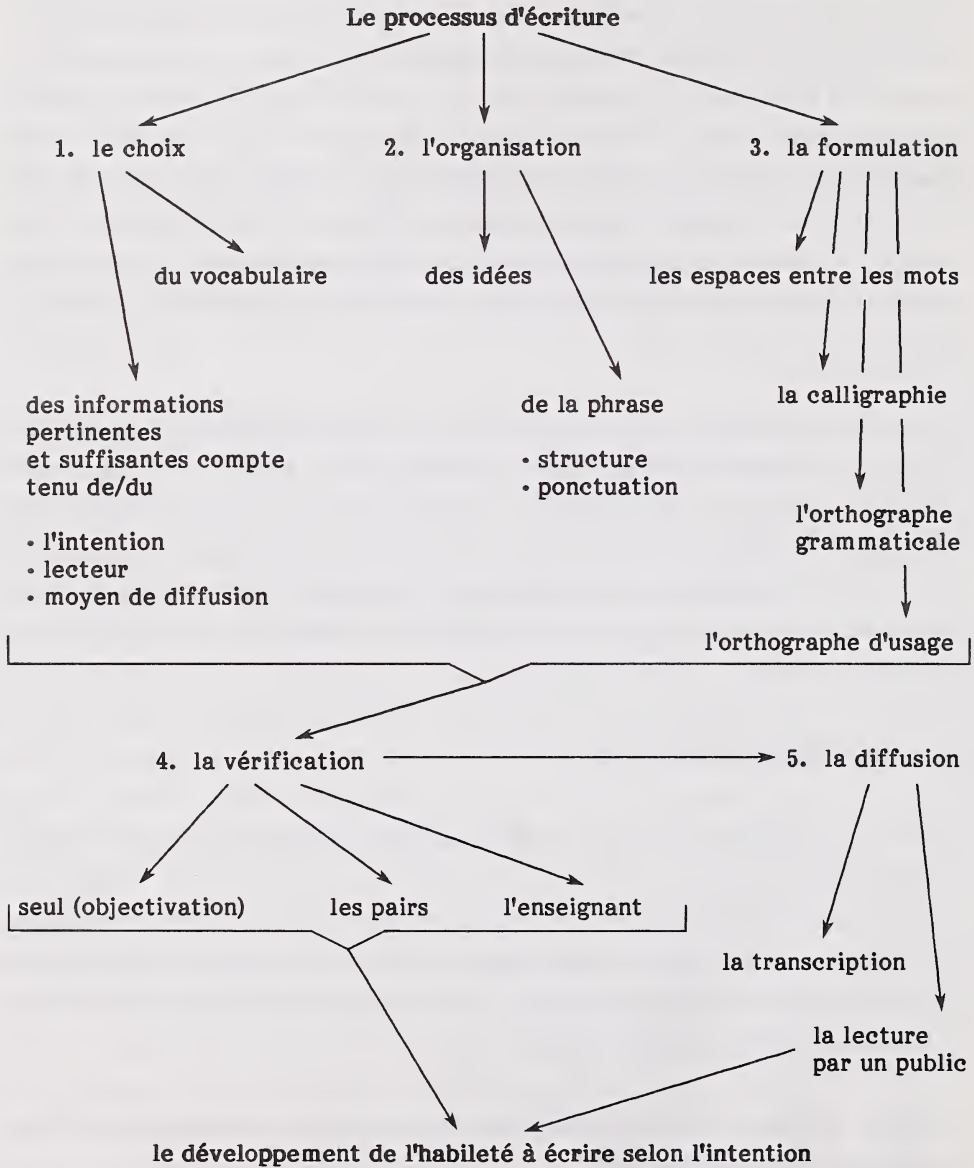 Le processus d'écriture
1. le choix
2. l'organisation
3. la formulation
du vocabulaire
des idées
les espaces entre les mots
des informations
pertinentes
et suffisantes compte
tenu de/du
• l'intention
• lecteur
• moyen de diffusion
de la phrase
• structure
• ponctuation
la calligraphie
l'orthographe
grammaticale
l'orthographe d'usage
4. la vérification
5. la diffusion
seul (objectivation)
les pairs
l'enseignant
la transcription
la lecture
par un public
le développement de l'habileté à écrire selon l'intention